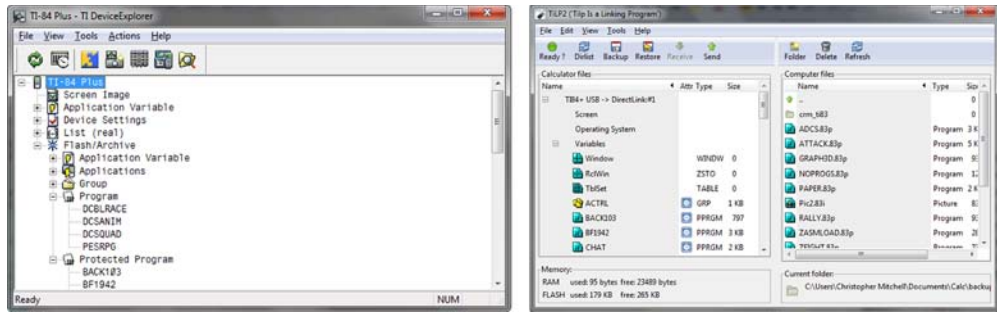 TI-84 Plus - TI DeviceExplorer
File View Tools Actions Help
TI-84 Plus
Screen Image
Application Variable
Device Settings
List (real)
Flash/Archive
Application Variable
Applications
Group
Program
DCBLRACE
DCSANIM
DCSQUAD
PESRPG
Protected Program
BACK103
BF1942
Ready NUM
TiLP2 (Tilp Is a Linking Program)
File Edit View Tools Help
Ready ? Dirlist Backup Restore Receive Send
Folder Delete Refresh
Calculator files
Name Attr Type Size
TI84+ USB -> DirectLink:#1
Screen
Operating System
Variables
Window WINDW 0
RclWin ZSTO 0
TblSet TABLE 0
ACTRL GRP 1 KB
BACK103 PPRGM 797
BF1942 PPRGM 3 KB
CHAT PPRGM 2 KB
Memory:
RAM used: 95 bytes free: 23489 bytes
FLASH used: 179 KB free: 265 KB
Computer files
Name Type
.. 0
crm_ti83 0
ADCS.83p Program 3 K
ATTACK.83p Program 5 K
GRAPH3D.83p Program
NOPROGS.83p Program
PAPER.83p Program 2 K
Pic2.83i Picture
RALLY.83p Program
ZASMLOAD.83p Program
Current folder:
C:\Users\Christopher Mitchell\Documents\Calc\backup